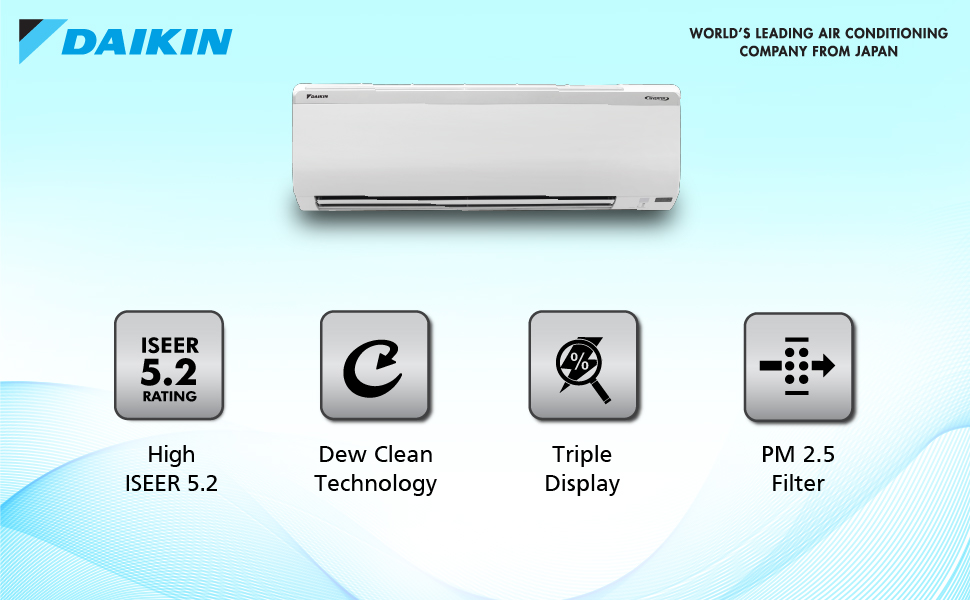 DAIKIN
WORLD'S LEADING AIR CONDITIONING
COMPANY FROM JAPAN
DAIKIN
ISEER
5.2
RATING
%
High
ISEER 5.2
Dew Clean
Technology
Triple
Display
PM 2.5
Filter